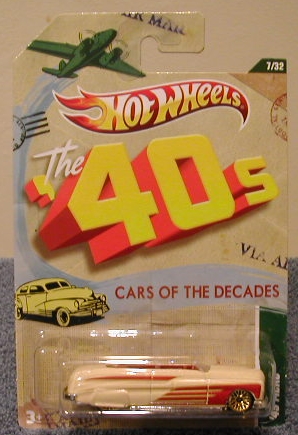 AIR MAIL
7/32
HOT WHEELS
The
'40s
VIA AI
CARS OF THE DECADES
3+